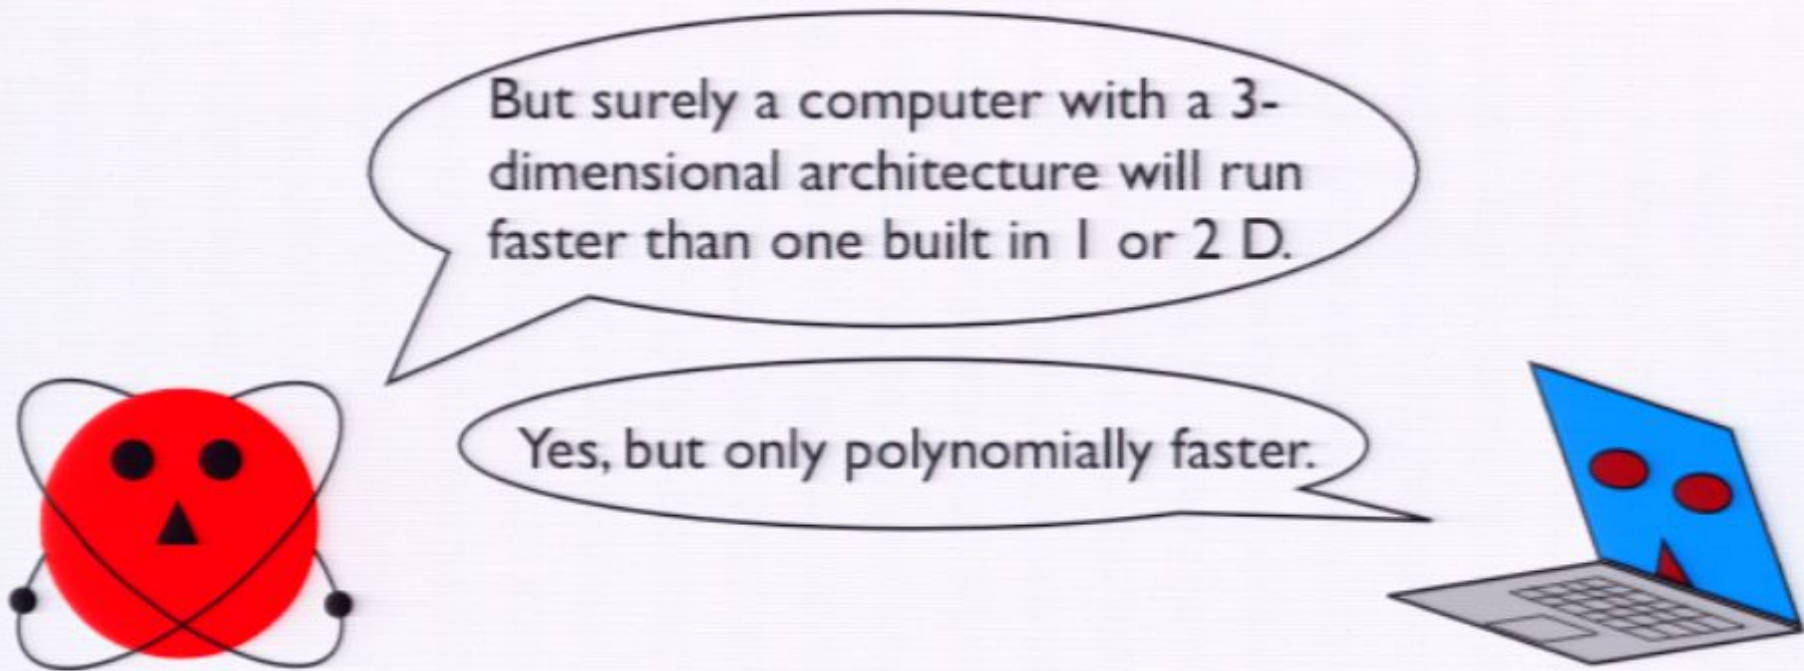 But surely a computer with a 3-
dimensional architecture will run
faster than one built in 1 or 2 D.
Yes, but only polynomially faster.